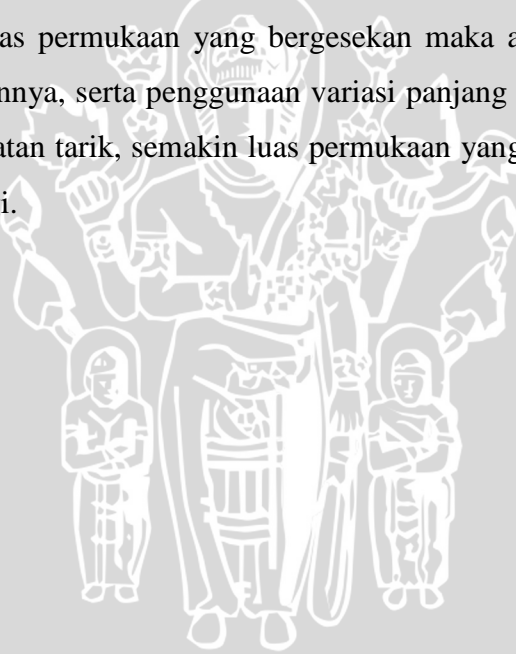 as permukaan yang bergesekan maka a
nnya, serta penggunaan variasi panjang
atan tarik, semakin luas permukaan yang
i.